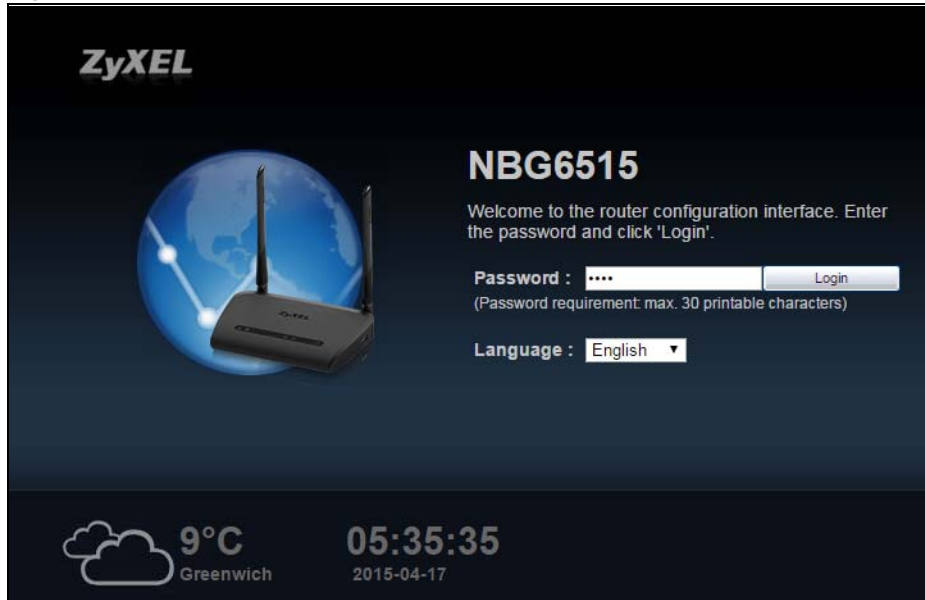 ZyXEL
NBG6515
Welcome to the router configuration interface. Enter
the password and click 'Login'.
Password : •••• Login
(Password requirement: max. 30 printable characters)
Language : English
ZyXEL
9°C
Greenwich
05:35:35
2015-04-17